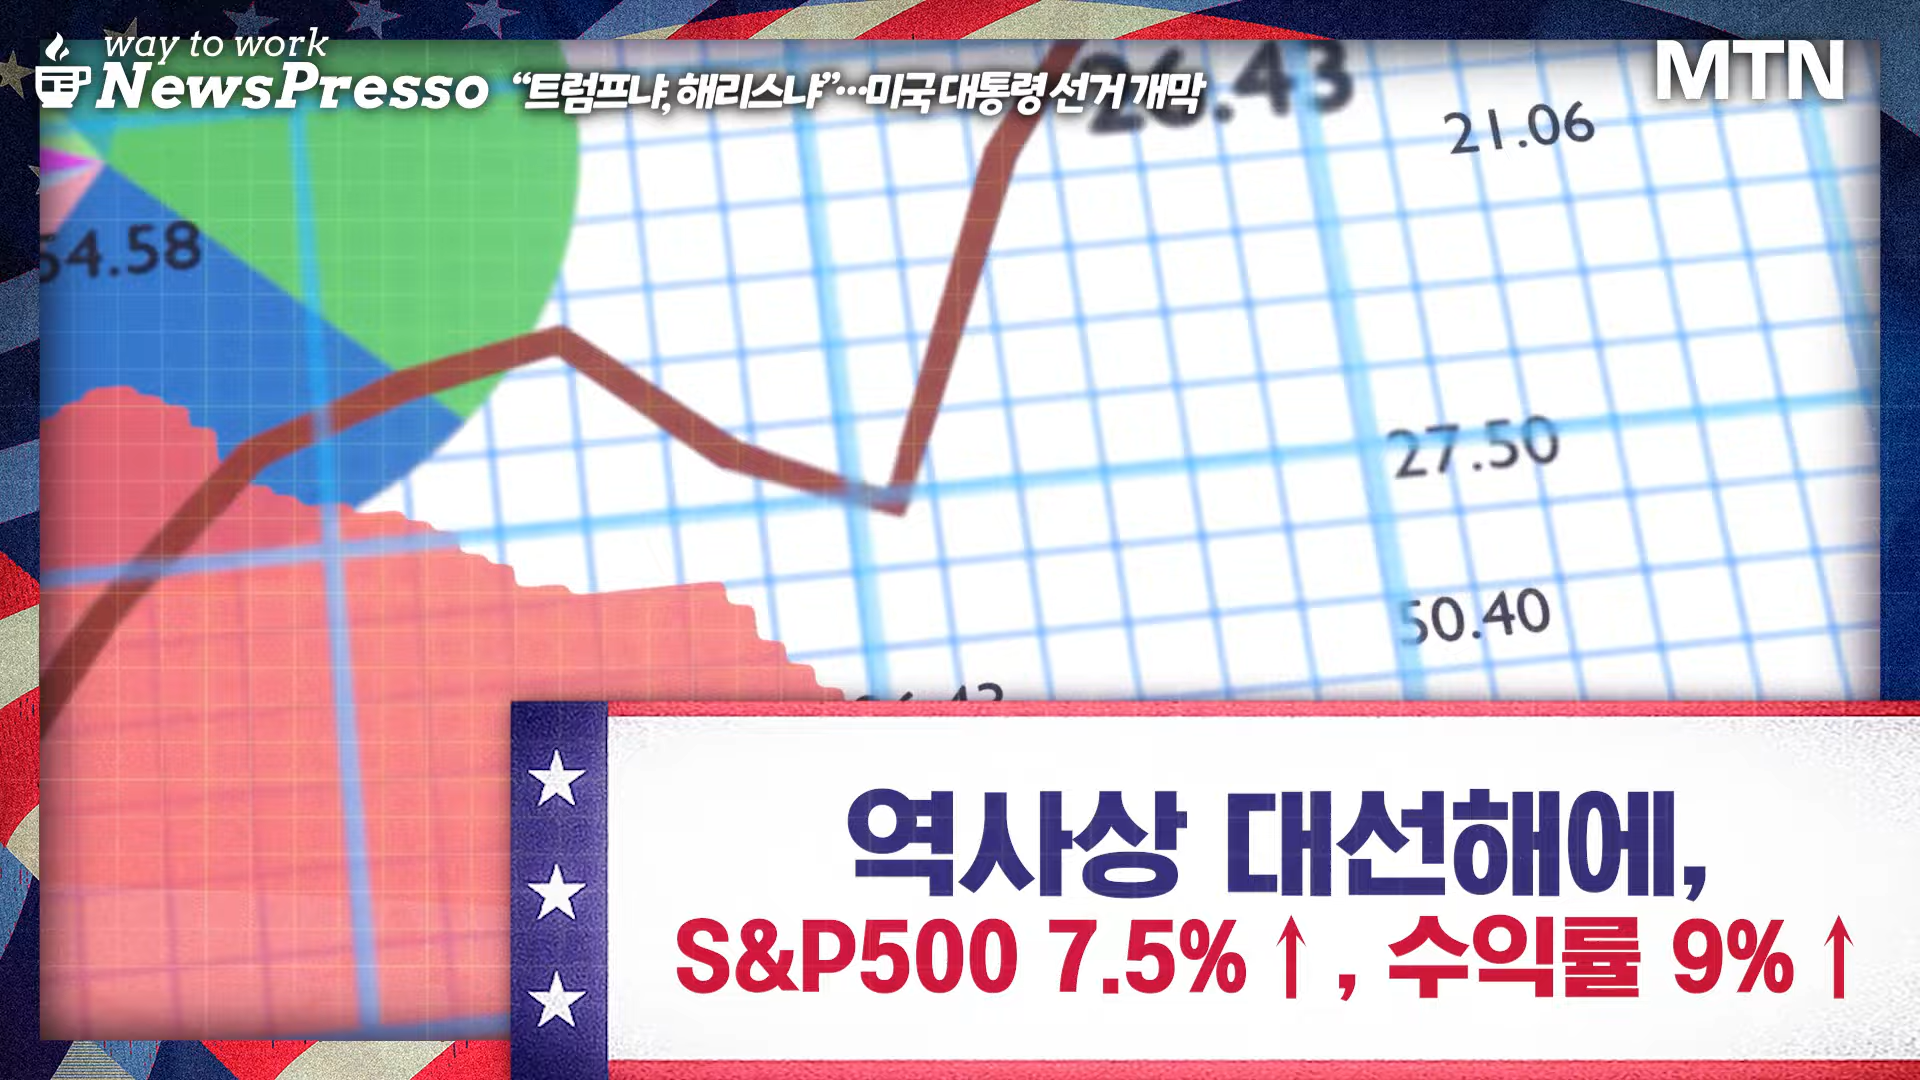 way to work
NewsPresso “트럼프냐, 해리스냐”…미국 대통령 선거 개막
MTN
26.43
21.06
54.58
27.50
50.40
역사상 대선해에,
S&P500 7.5%↑, 수익률 9%↑